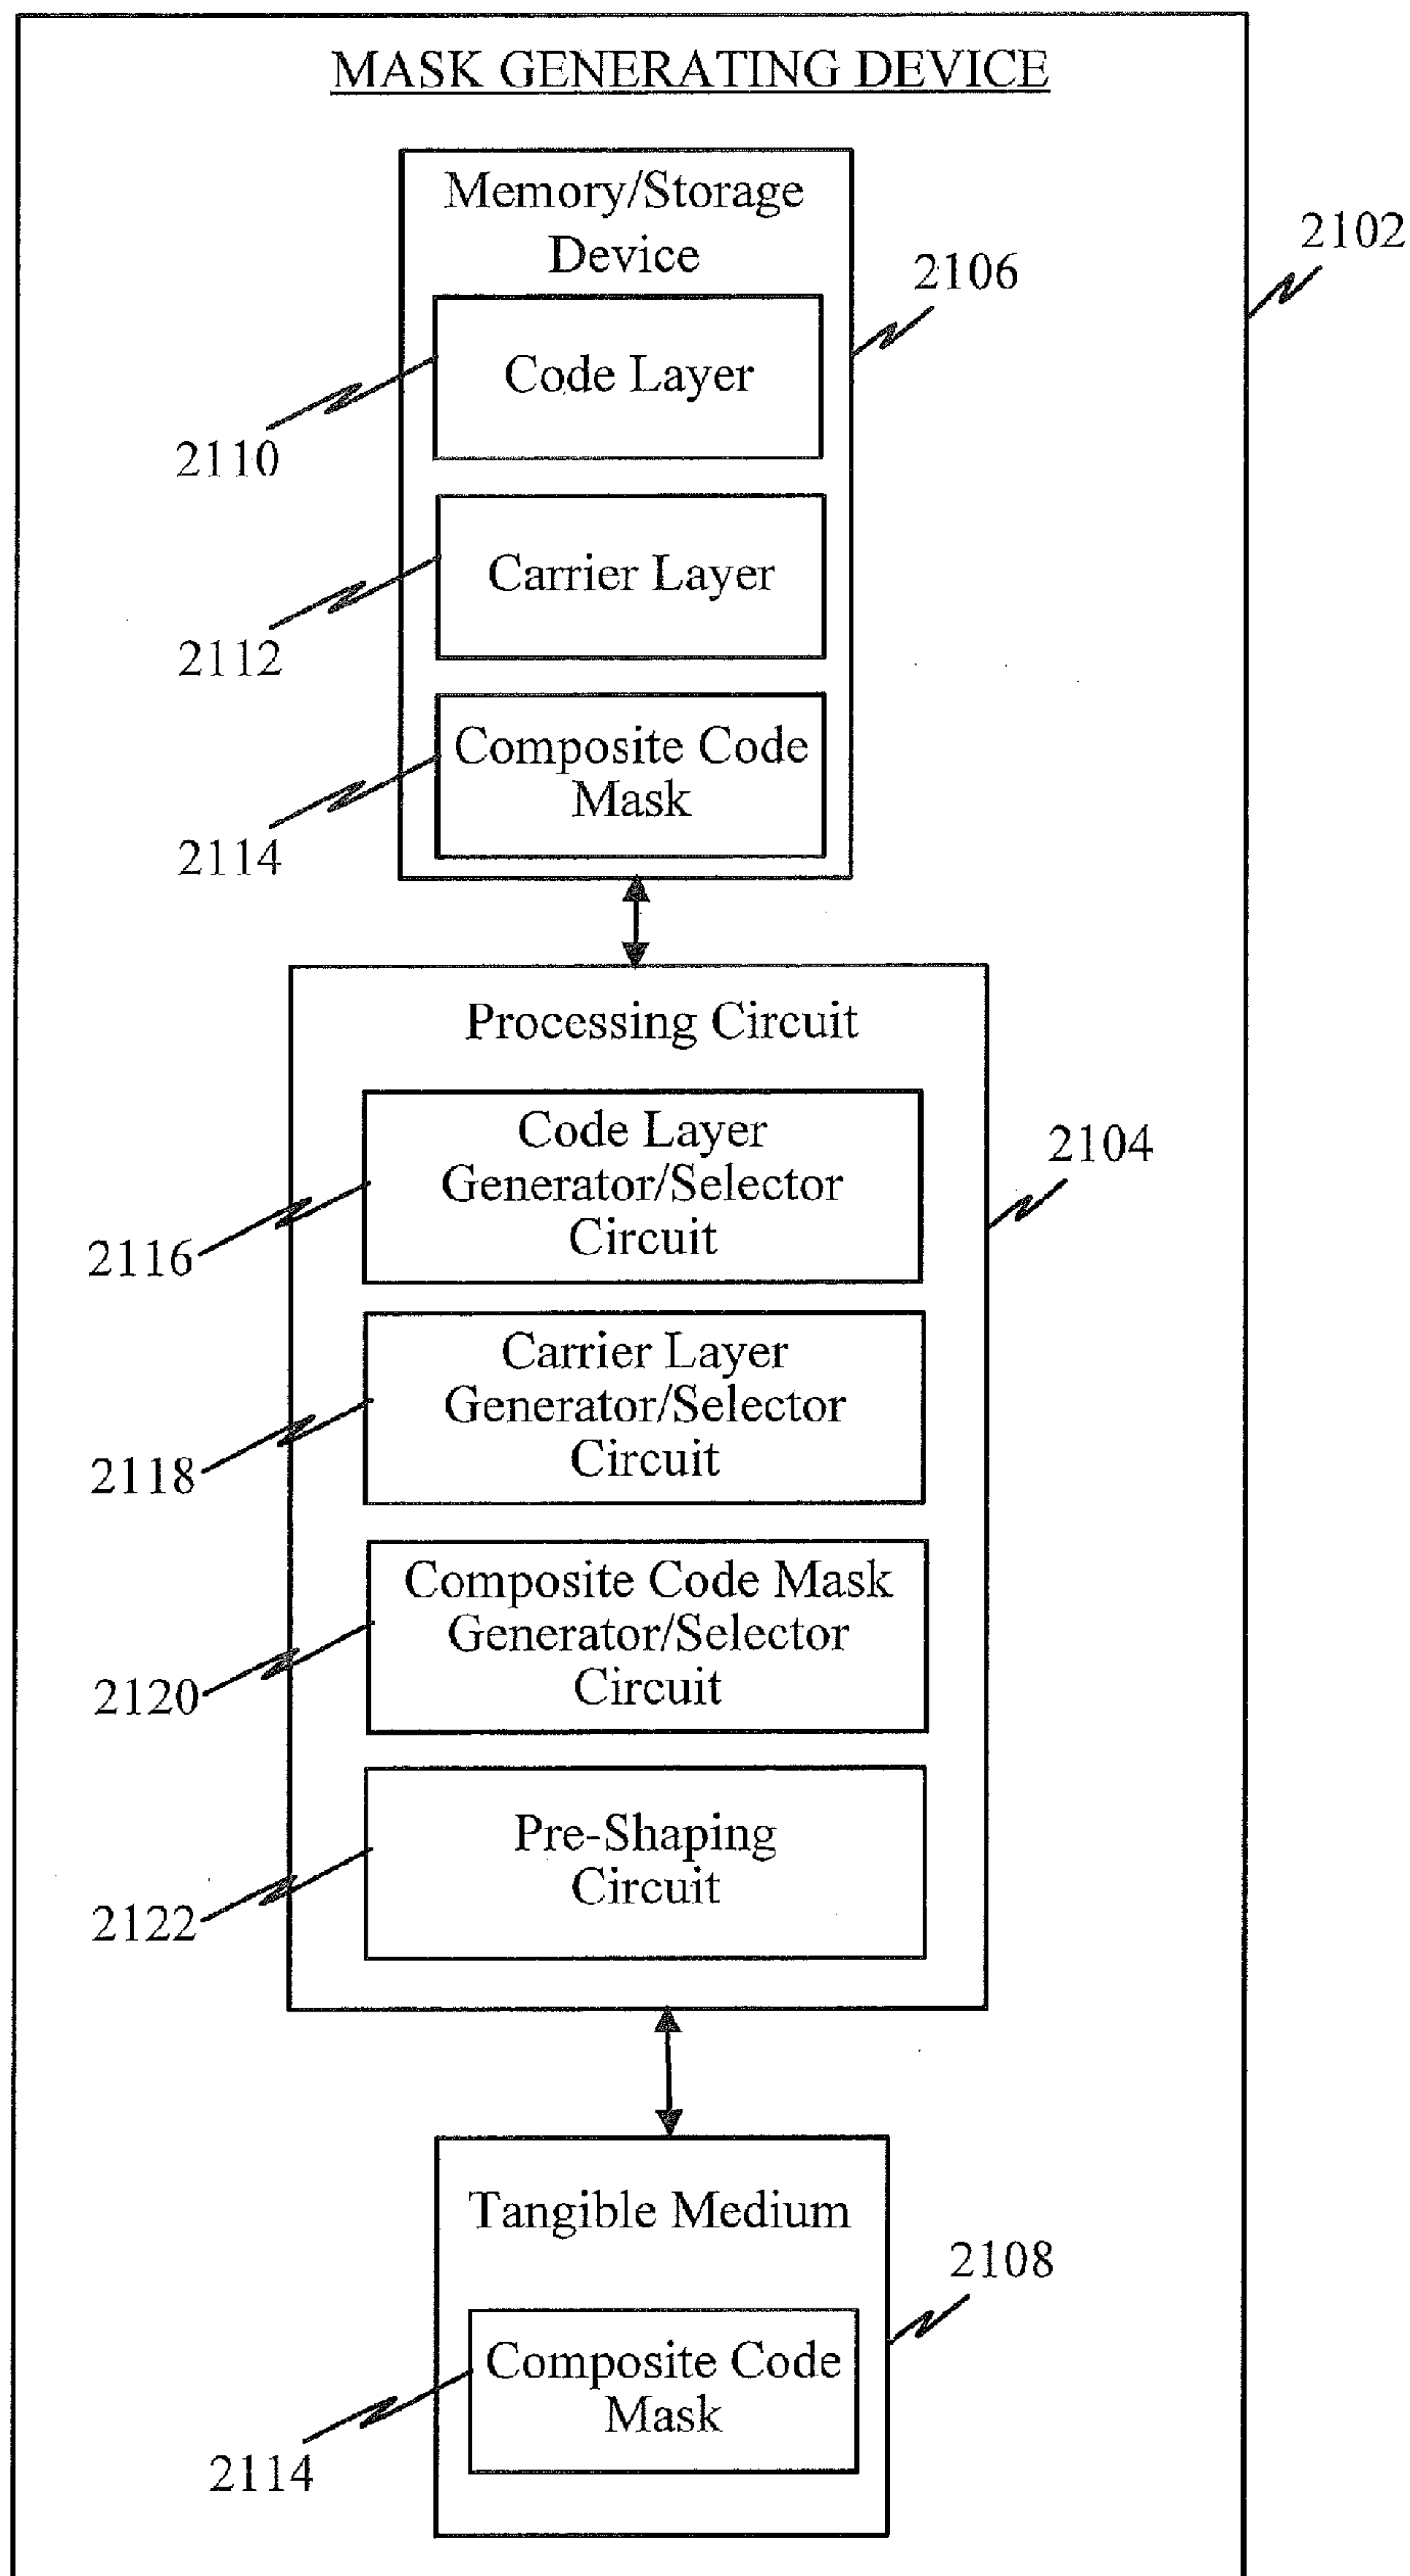 MASK GENERATING DEVICE
Memory/Storage
Device
2102
2106
Code Layer
2110
Carrier Layer
2112
Composite Code
Mask
2114
Processing Circuit
Code Layer
Generator/Selector
Circuit
2104
2116
Carrier Layer
Generator/Selector
Circuit
2118
Composite Code Mask
Generator/Selector
Circuit
2120
Pre-Shaping
Circuit
2122
Tangible Medium
2108
Composite Code
Mask
2114